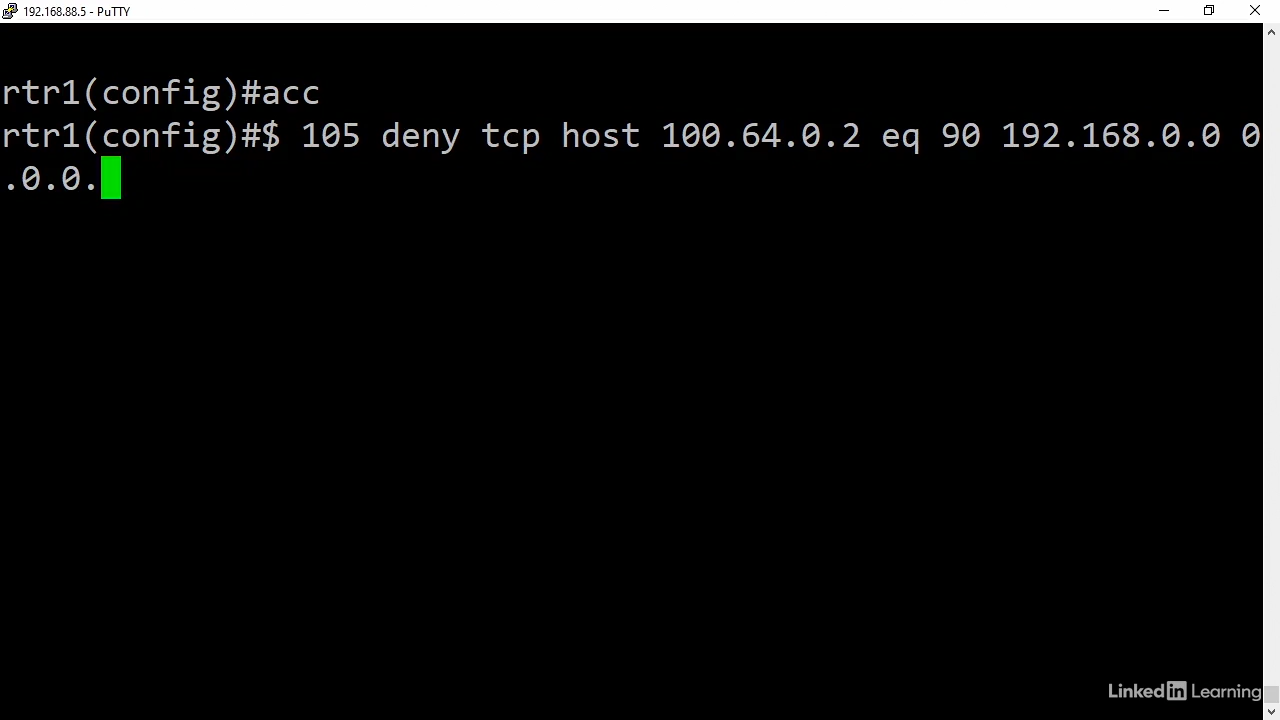 192.168.88.5 - PuTTY
rtr1(config)#acc
rtr1(config)#$ 105 deny tcp host 100.64.0.2 eq 90 192.168.0.0 0
.0.0.
Linked in Learning